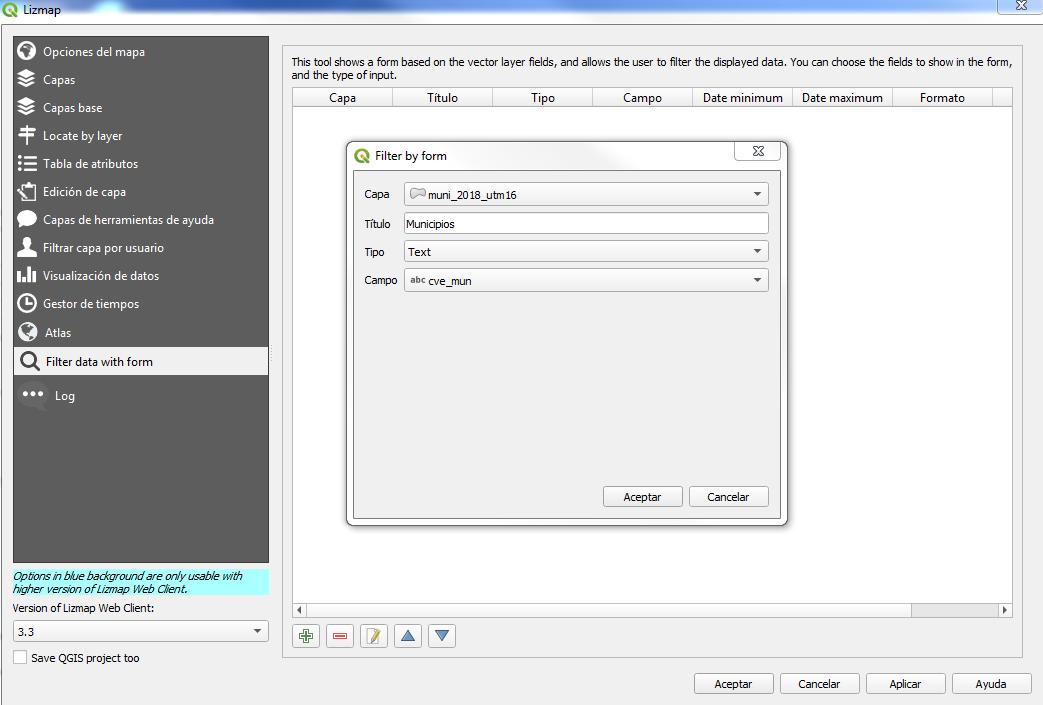 Lizmap
Opciones del mapa
Capas
Capas base
Locate by layer
Tabla de atributos
Edición de capa
Capas de herramientas de ayuda
Filtrar capa por usuario
Visualización de datos
Gestor de tiempos
Atlas
Filter data with form
Log
Options in blue background are only usable with
higher version of Lizmap Web Client.
Version of Lizmap Web Client:
3.3
Save QGIS project too
This tool shows a form based on the vector layer fields, and allows the user to filter the displayed data. You can choose the fields to show in the form,
and the type of input.
Capa Título Tipo Campo Date minimum Date maximum Formato
Filter by form
Capa muni_2018_utm16
Título Municipios
Tipo Text
Campo abc cve_mun
Aceptar Cancelar
Aceptar Cancelar Aplicar Ayuda